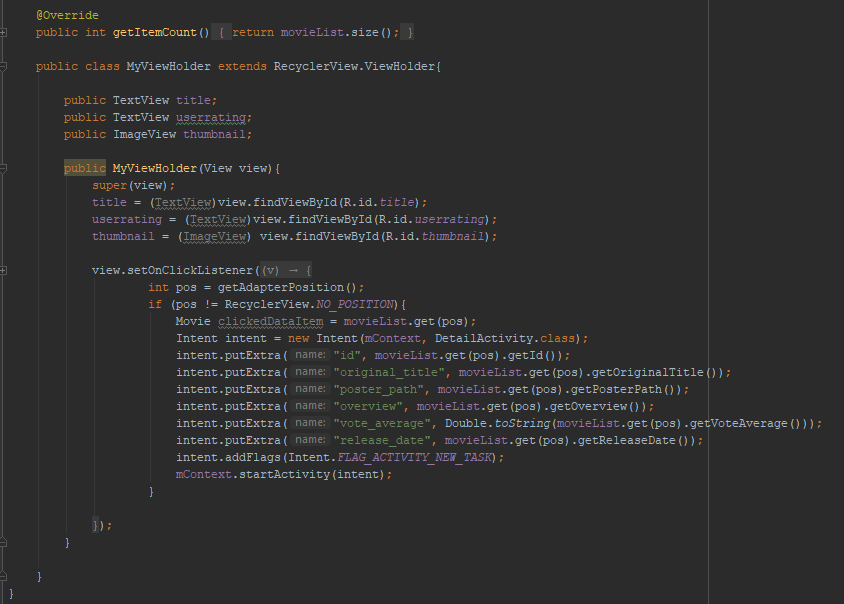 @Override
public int getItemCount() { return movieList.size(); }
public class MyViewHolder extends RecyclerView.ViewHolder{
public TextView title;
public TextView userrating;
public ImageView thumbnail;
public MyViewHolder(View view){
super(view);
title = (TextView)view.findViewById(R.id.title);
userrating = (TextView)view.findViewById(R.id.userrating);
thumbnail = (ImageView) view.findViewById(R.id.thumbnail);
view.setOnClickListener((v) → {
int pos = getAdapterPosition();
if (pos != RecyclerView.NO_POSITION){
Movie clickedDataItem = movieList.get(pos);
Intent intent = new Intent(mContext, DetailActivity.class);
intent.putExtra( name: "id", movieList.get(pos).getId());
intent.putExtra( name: "original_title", movieList.get(pos).getOriginalTitle());
intent.putExtra( name: "poster_path", movieList.get(pos).getPosterPath());
intent.putExtra( name: "overview", movieList.get(pos).getOverview());
intent.putExtra( name: "vote_average", Double.toString(movieList.get(pos).getVoteAverage()));
intent.putExtra( name: "release_date", movieList.get(pos).getReleaseDate());
intent.addFlags(Intent.FLAG_ACTIVITY_NEW_TASK);
mContext.startActivity(intent);
}
});
}
}
}